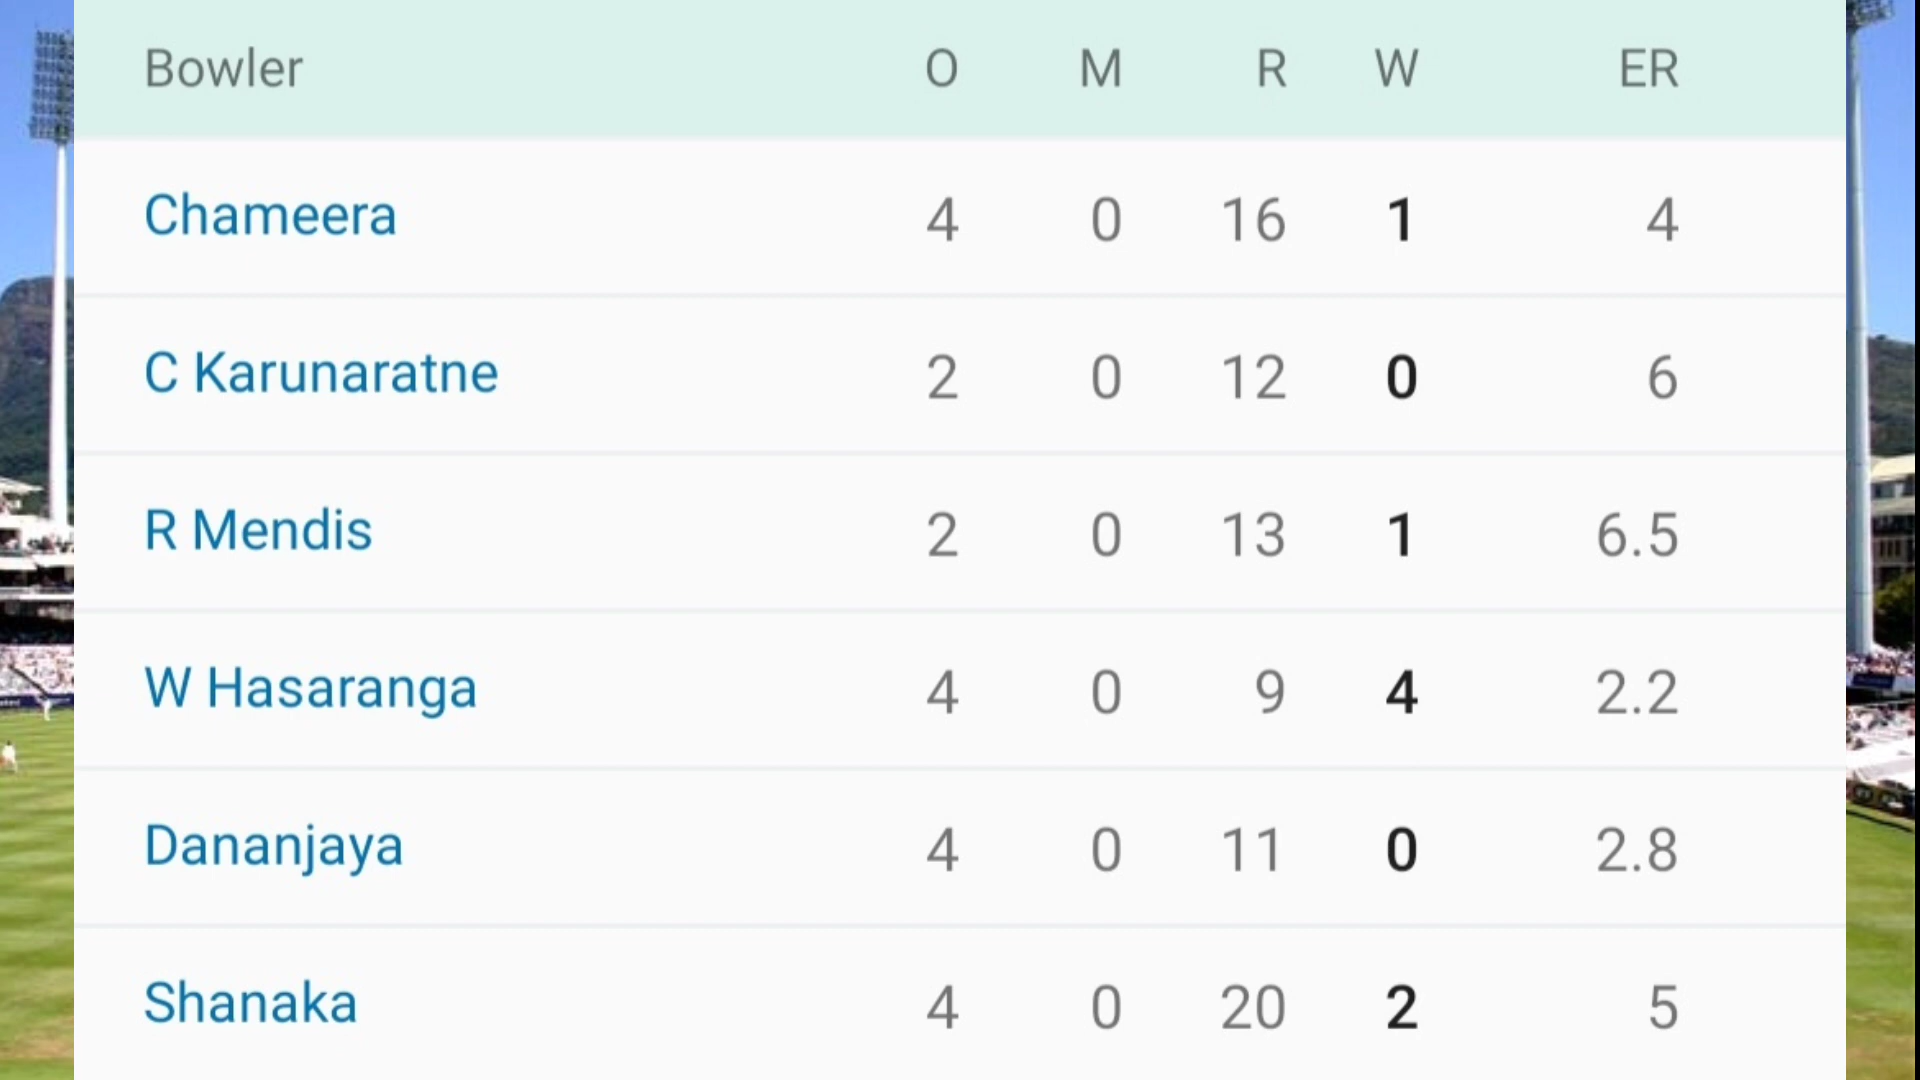 Bowler O M R W ER
Chameera 4 0 16 1 4
C Karunaratne 2 0 12 0 6
R Mendis 2 0 13 1 6.5
W Hasaranga 4 0 9 4 2.2
Dananjaya 4 0 11 0 2.8
Shanaka 4 0 20 2 5